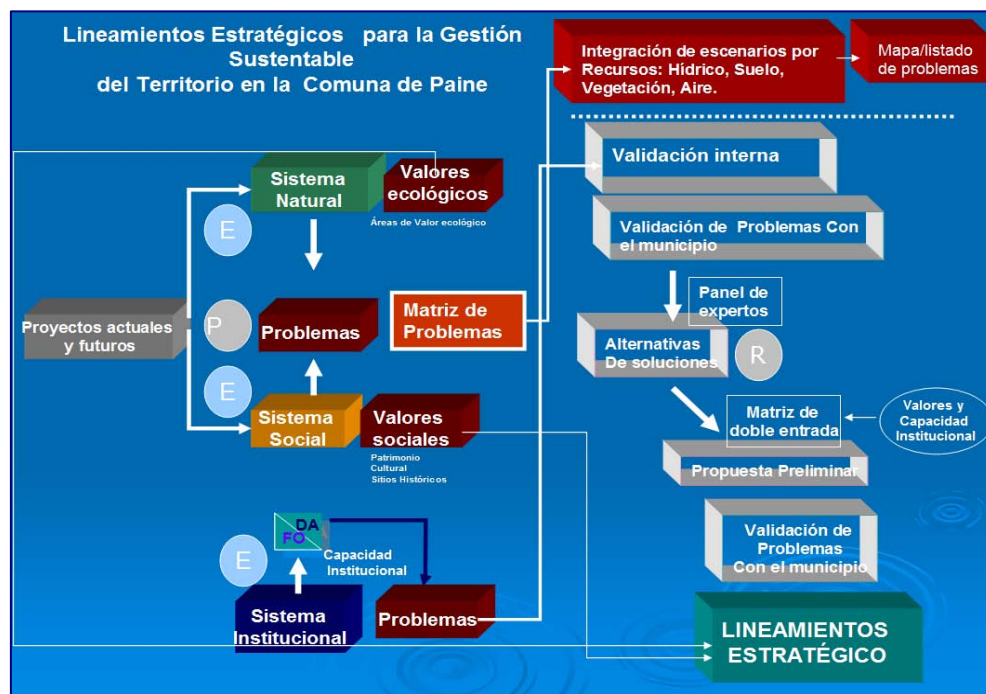 Lineamientos Estratégicos para la Gestión
Sustentable
del Territorio en la Comuna de Paine
Integración de escenarios por
Recursos: Hídrico, Suelo,
Vegetación, Aire.
Mapa/listado
de problemas
Sistema
Natural
Valores
ecológicos
Áreas de Valor ecológico
E
Validación interna
Validación de Problemas Con
el municipio
Proyectos actuales
y futuros
P
Problemas
Matriz de
Problemas
Panel de
expertos
Alternativas
De soluciones
R
E
Sistema
Social
Valores
sociales
Patrimonio
Cultural
Sitios Históricos
Matriz de
doble entrada
Valores y
Capacidad
Institucional
Propuesta Preliminar
DA
FO
Capacidad
Institucional
E
Sistema
Institucional
Problemas
Validación de
Problemas
Con el municipio
LINEAMIENTOS
ESTRATÉGICO